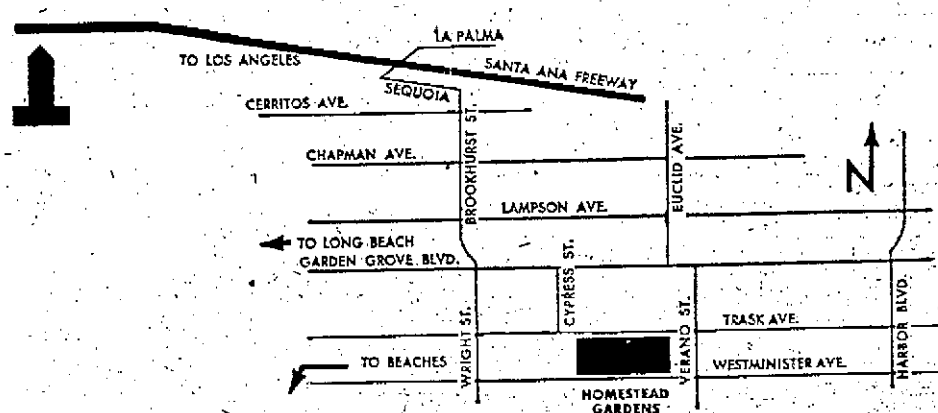 LA PALMA
TO LOS ANGELES
SANTA ANA FREEWAY
SEQUOIA
CERRITOS AVE.
BROOKHURST ST.
EUCLID AVE.
CHAPMAN AVE.
N
LAMPSON AVE.
TO LONG BEACH
GARDEN GROVE BLVD.
CYPRESS ST.
HARBOR BLVD.
WRIGHT ST.
VERANO ST.
TRASK AVE.
TO BEACHES
WESTMINISTER AVE.
HOMESTEAD
GARDENS